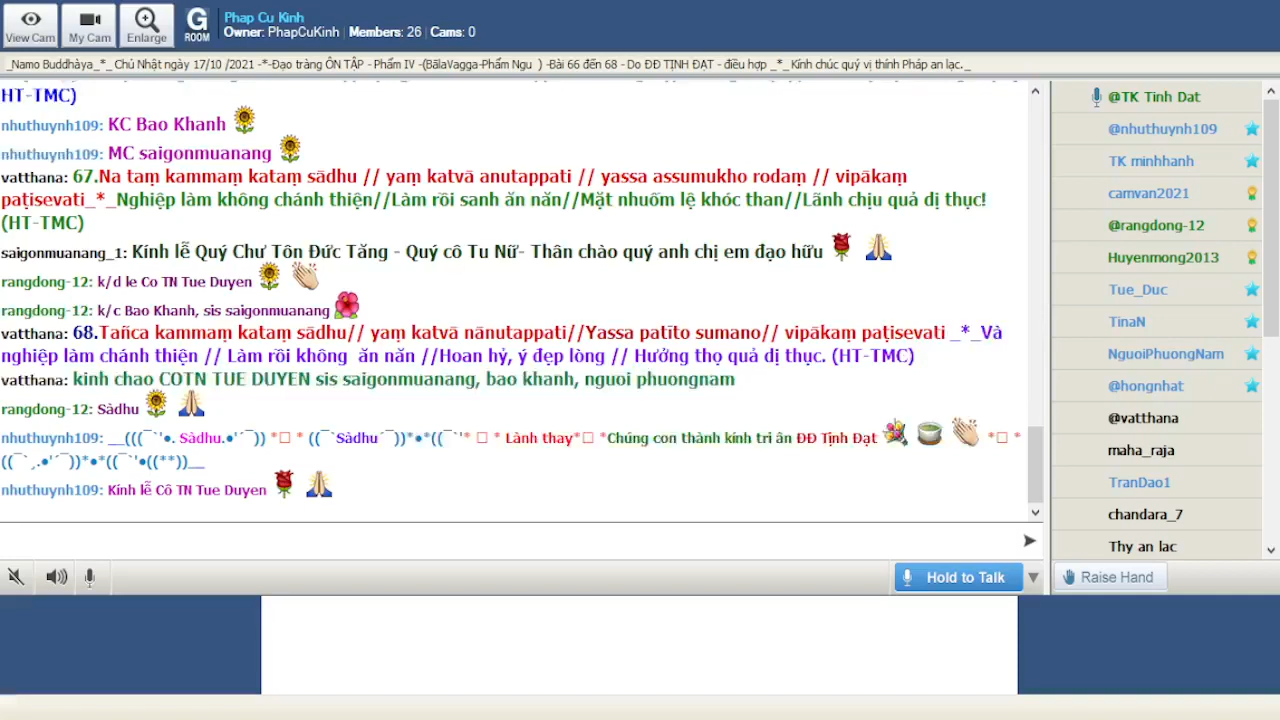 View Cam
My Cam
Enlarge
G
ROOM
Phap Cu Kinh
Owner: PhapCuKinh | Members: 26 | Cams: 0
_Namo Buddhàya_*_ Chủ Nhật ngày 17/10 /2021 -*-Đạo tràng ÔN TẬP - Phẩm IV -(BālaVagga-Phẩm Ngu ) -Bài 66 đến 68 - Do ĐĐ TỊNH ĐẠT - điều hợp _*_Kính chúc quý vị thính Pháp an lạc._
HT-TMC)
nhuthuynh109: KC Bao Khanh
nhuthuynh109: MC saigonmuanang
vatthana: 67.Na taṃ kammaṃ kataṃ sādhu // yaṃ katvā anutappati // yassa assumukho rodaṃ // vipākaṃ
paṭisevati_*_Nghiệp làm không chánh thiện//Làm rồi sanh ăn năn//Mặt nhuốm lệ khóc than//Lãnh chịu quả dị thục!
(HT-TMC)
saigonmuanang_1: Kính lễ Quý Chư Tôn Đức Tăng - Quý cô Tu Nữ- Thân chào quý anh chị em đạo hữu
rangdong-12: k/d le Co TN Tue Duyen
rangdong-12: k/c Bao Khanh, sis saigonmuanang
vatthana: 68.Tañca kammaṃ kataṃ sādhu// yaṃ katvā nānutappati//Yassa patīto sumano// vipākaṃ paṭisevati _*_Và
nghiệp làm chánh thiện // Làm rồi không  ăn năn //Hoan hỷ, ý đẹp lòng // Hưởng thọ quả dị thục. (HT-TMC)
vatthana: kinh chao COTN TUE DUYEN sis saigonmuanang, bao khanh, nguoi phuongnam
rangdong-12: Sàdhu
nhuthuynh109: __(((¯`'•. Sàdhu.•'´¯)) *  * ((¯`Sàdhu´¯))*•*((¯`'*  * Lành thay* *Chúng con thành kính tri ân ĐĐ Tịnh Đạt *  *
((¯`¸.•'´¯))*•*((¯`'•((**))__
nhuthuynh109: Kính lễ Cô TN Tue Duyen
Hold to Talk
@TK Tinh Dat
@nhuthuynh109
TK minhhanh
camvan2021
@rangdong-12
Huyenmong2013
Tue_Duc
TinaN
NguoiPhuongNam
@hongnhat
@vatthana
maha_raja
TranDao1
chandara_7
Thy an lac
Raise Hand